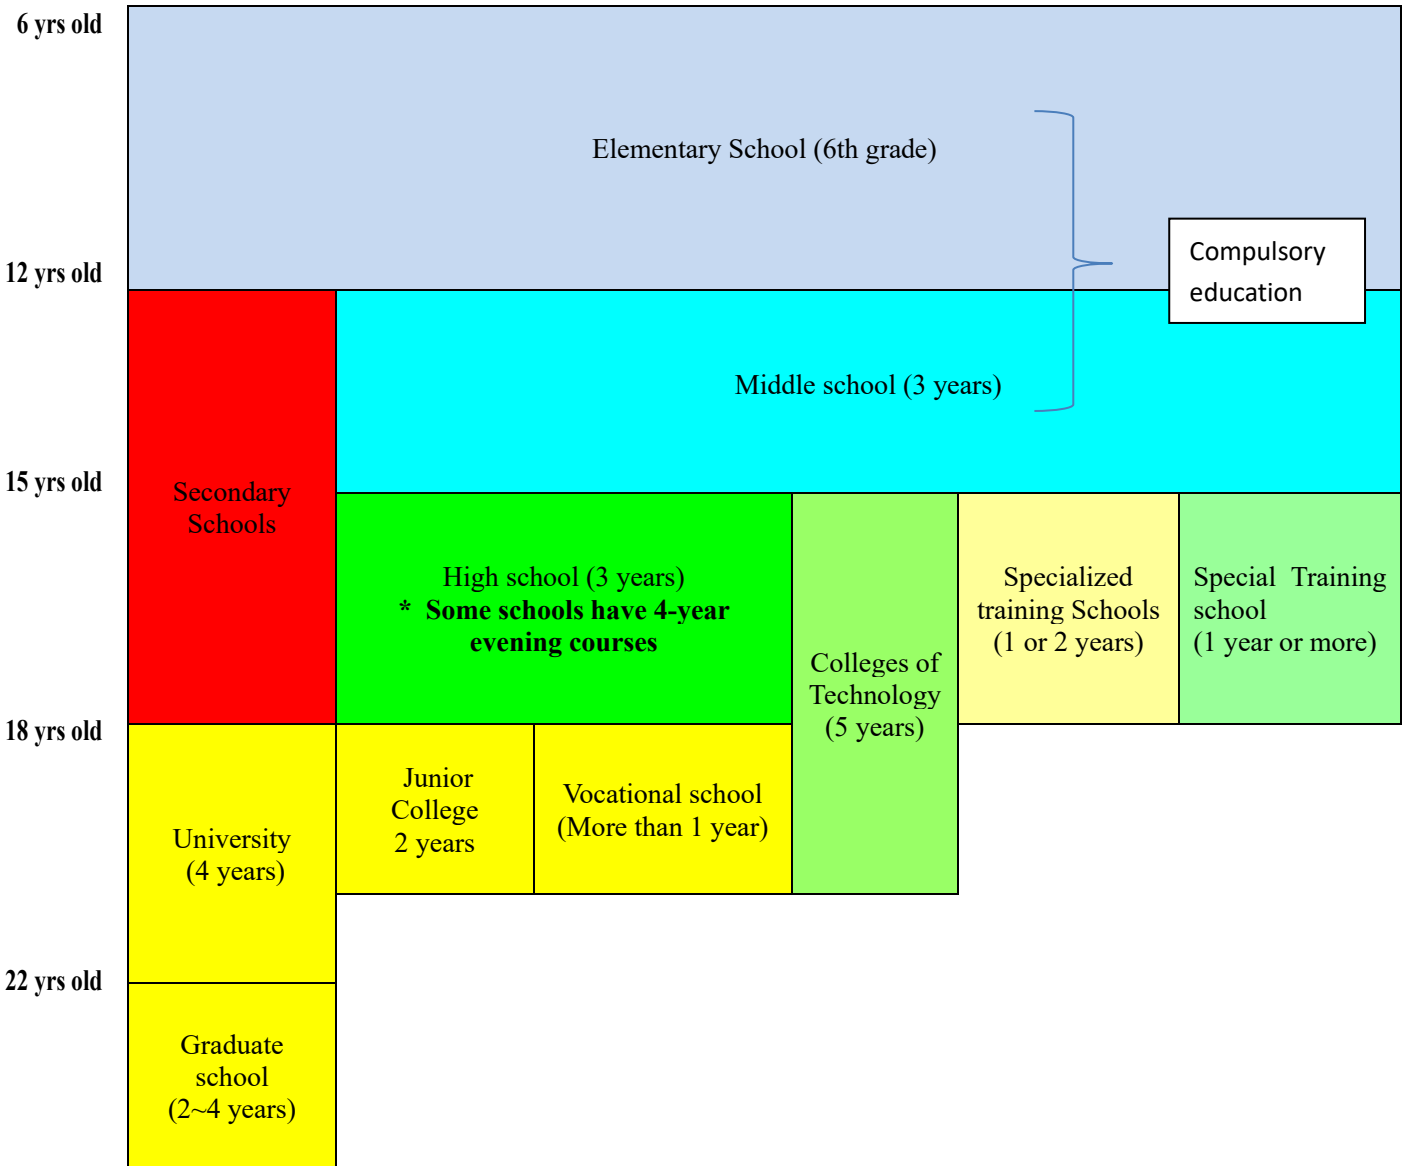 6 yrs old
Elementary School (6th grade)
Compulsory
education
12 yrs old
Middle school (3 years)
15 yrs old
Secondary
Schools
High school (3 years)
* Some schools have 4-year
evening courses
Colleges of
Technology
(5 years)
Specialized
training Schools
(1 or 2 years)
Special Training
school
(1 year or more)
18 yrs old
University
(4 years)
Junior
College
2 years
Vocational school
(More than 1 year)
22 yrs old
Graduate
school
(2~4 years)